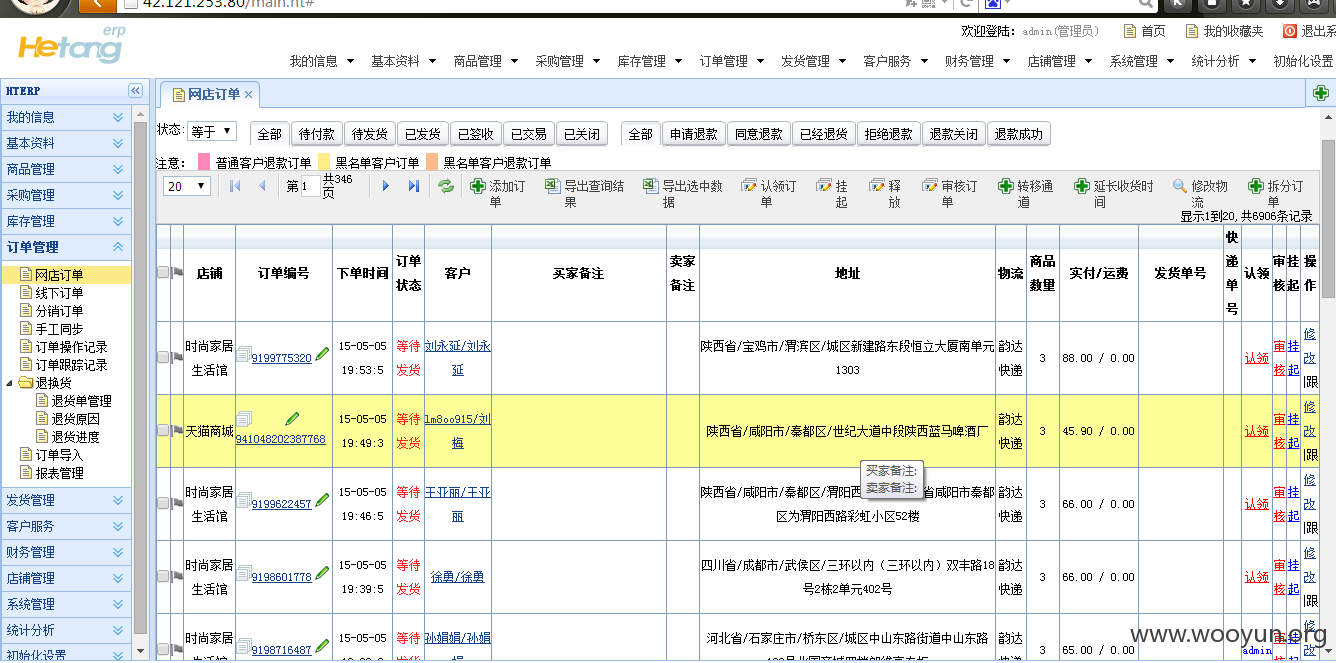 42.121.253.80/main.ht#
Hetang erp
欢迎登陆: admin(管理员) 首页 我的收藏夹 退出系
我的信息 基本资料 商品管理 采购管理 库存管理 订单管理 发货管理 客户服务 财务管理 店铺管理 系统管理 统计分析 初始化设置
HTERP
我的信息
基本资料
商品管理
采购管理
库存管理
订单管理
网店订单
线下订单
分销订单
手工同步
订单操作记录
订单跟踪记录
退换货
退货单管理
退货原因
退货进度
订单导入
报表管理
发货管理
客户服务
财务管理
店铺管理
系统管理
统计分析
初始化设置
网店订单
状态: 等于 全部 待付款 待发货 已发货 已签收 已交易 已关闭 全部 申请退款 同意退款 已经退货 拒绝退款 退款关闭 退款成功
注意: 普通客户退款订单 黑名单客户订单 黑名单客户退款订单
20 第 1 共346页 添加订单 导出查询结果 导出选中数据 认领订单 挂起 释放 审核订单 转移通道 延长收货时间 修改物流 拆分订单
显示1到20, 共6906条记录
店铺 订单编号 下单时间 订单状态 客户 买家备注 卖家备注 地址 物流 商品数量 实付/运费 发货单号 快递单号 认领 审核 挂起 操作
时尚家居生活馆 9199775320 15-05-05 19:53:5 等待发货 刘永延/刘永延 陕西省/宝鸡市/渭滨区/城区新建路东段恒立大厦南单元1303 韵达快递 3 88.00 / 0.00 认领 审核 挂起 修改|跟
天猫商城 941048202387768 15-05-05 19:49:3 等待发货 lm8oo915/刘梅 陕西省/咸阳市/秦都区/世纪大道中段陕西蓝马啤酒厂 韵达快递 3 45.90 / 0.00 认领 审核 挂起 修改|跟
买家备注:
卖家备注:
时尚家居生活馆 9199622457 15-05-05 19:46:5 等待发货 王亚丽/王亚丽 陕西省/咸阳市/秦都区/渭阳西 省咸阳市秦都区为渭阳西路彩虹小区52楼 韵达快递 3 66.00 / 0.00 认领 审核 挂起 修改|跟
时尚家居生活馆 9198601778 15-05-05 19:39:5 等待发货 徐勇/徐勇 四川省/成都市/武侯区/三环以内（三环以内）双丰路18号2栋2单元402号 韵达快递 3 66.00 / 0.00 认领 审核 挂起 修改|跟
时尚家居 9198716487 15-05-05 等待 孙娟娟/孙娟 河北省/石家庄市/桥东区/城区中山东路街道中山东路 韵达 3 65.00 / 0.00 admin
www.wooyun.org